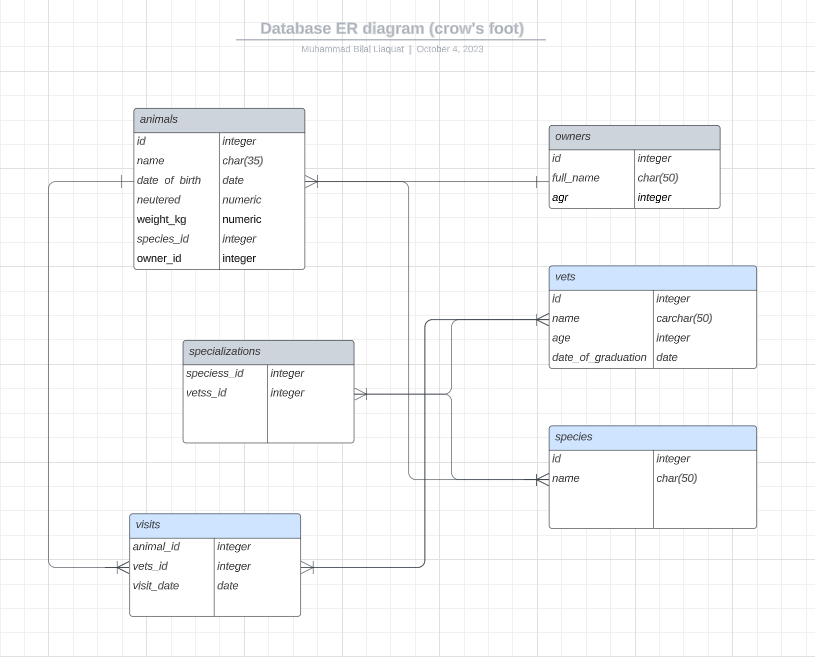 Database ER diagram (crow's foot)
Muhammad Bilal Liaquat | October 4, 2023
animals
id integer
name char(35)
date of birth date
neutered numeric
weight_kg numeric
species_id integer
owner_id integer
owners
id integer
full_name char(50)
agr integer
vets
id integer
name carchar(50)
age integer
date_of_graduation date
specializations
speciess_id integer
vetss_id integer
species
id integer
name char(50)
visits
animal_id integer
vets_id integer
visit_date date